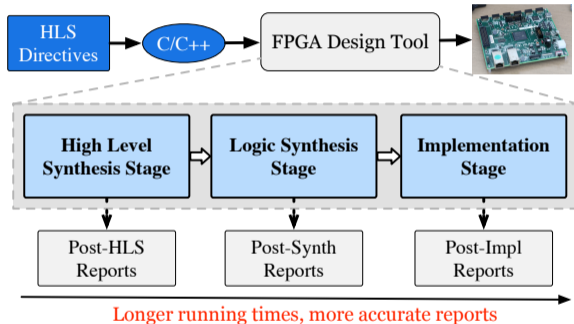 HLS
Directives
C/C++
FPGA Design Tool
High Level
Synthesis Stage
Logic Synthesis
Stage
Implementation
Stage
Post-HLS
Reports
Post-Synth
Reports
Post-Impl
Reports
Longer running times, more accurate reports